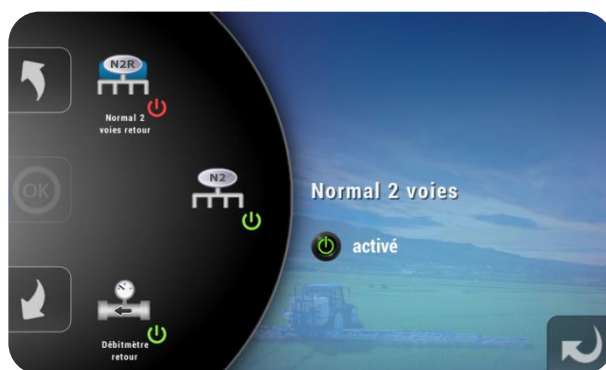 N2R
Normal 2
voies retour
OK
N2
Normal 2 voies
activé
Débitmètre
retour